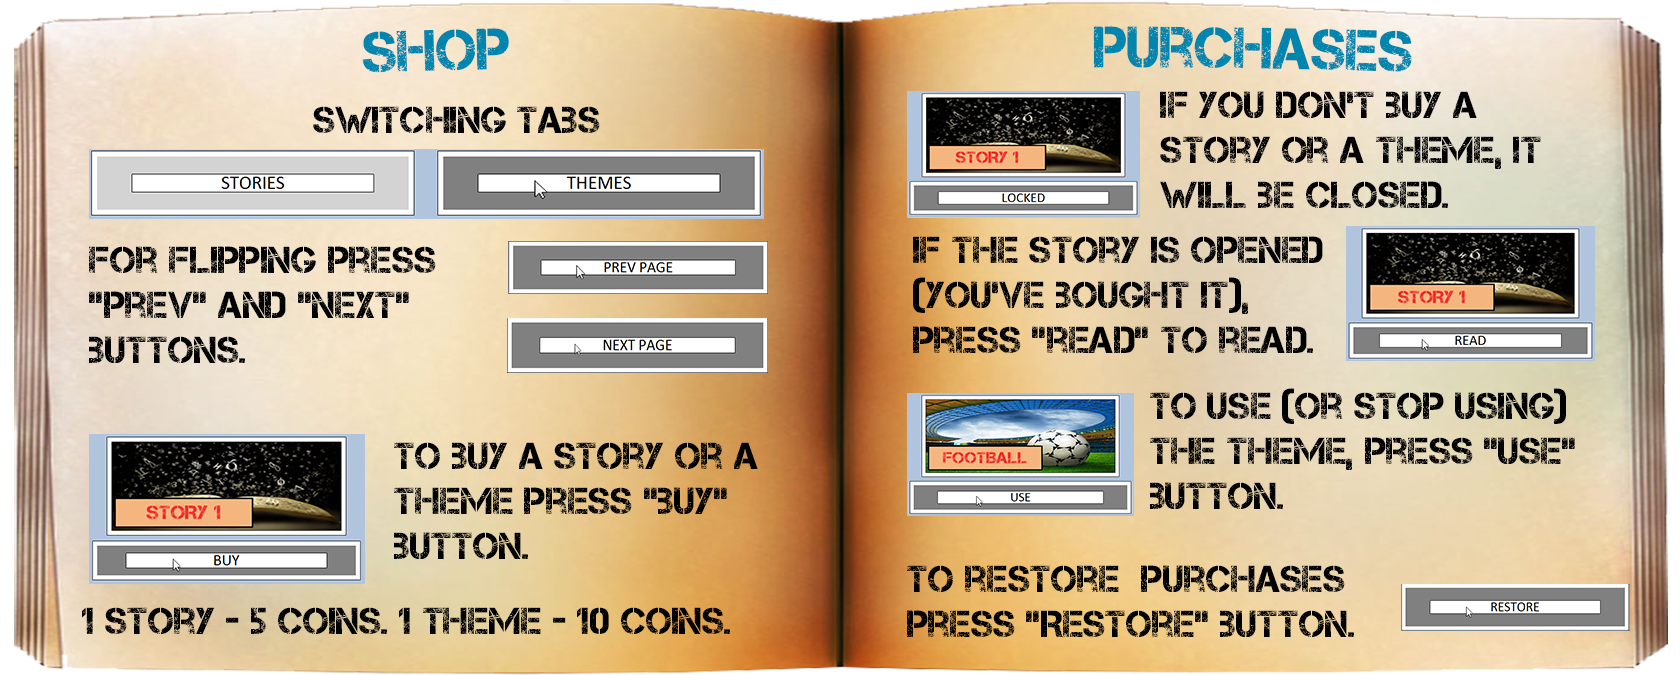 SHOP
SWITCHING TABS
STORIES
THEMES
FOR FLIPPING PRESS
"PREV" AND "NEXT"
BUTTONS.
PREV PAGE
NEXT PAGE
STORY 1
BUY
TO BUY A STORY OR A
THEME PRESS "BUY"
BUTTON.
1 STORY - 5 COINS. 1 THEME - 10 COINS.
PURCHASES
STORY 1
LOCKED
IF YOU DON'T BUY A
STORY OR A THEME, IT
WILL BE CLOSED.
IF THE STORY IS OPENED
(YOU'VE BOUGHT IT),
PRESS "READ" TO READ.
STORY 1
READ
FOOTBALL
USE
TO USE (OR STOP USING)
THE THEME, PRESS "USE"
BUTTON.
TO RESTORE PURCHASES
PRESS "RESTORE" BUTTON.
RESTORE